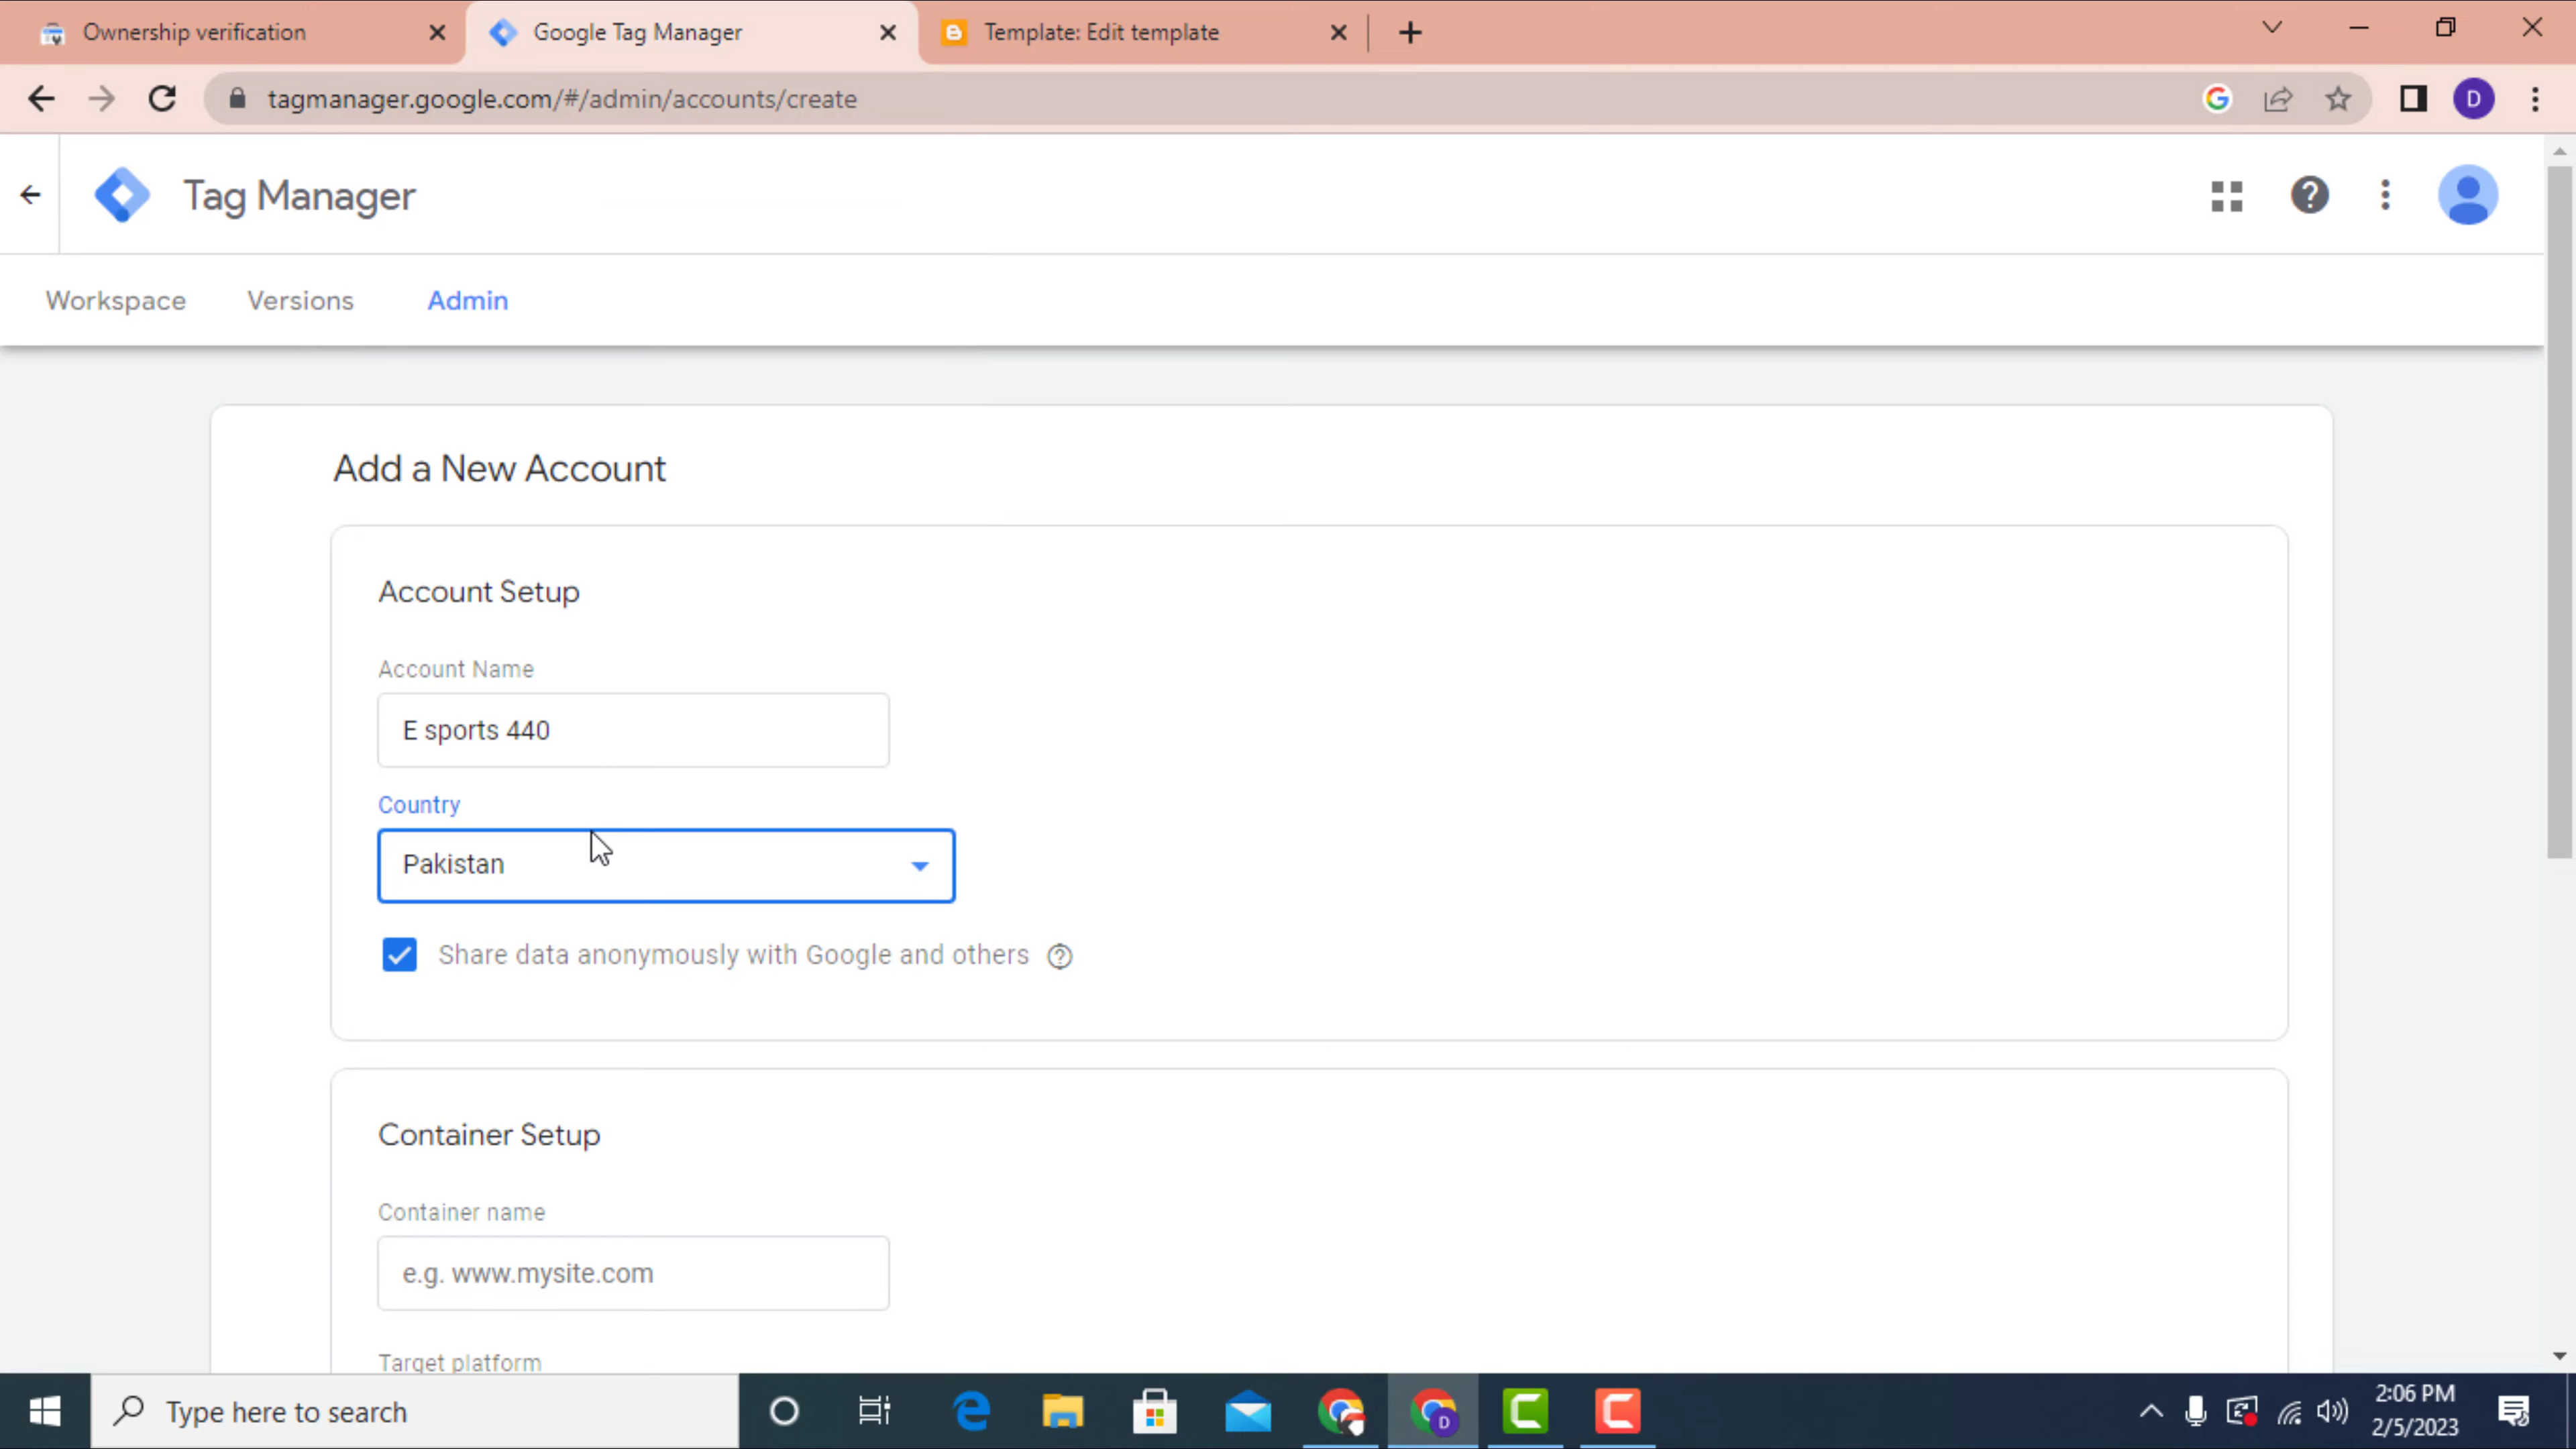 Ownership verification
Google Tag Manager
Template: Edit template
tagmanager.google.com/#/admin/accounts/create
D
Tag Manager
Workspace
Versions
Admin
Add a New Account
Account Setup
Account Name
E sports 440
Country
Pakistan
Share data anonymously with Google and others
Container Setup
Container name
e.g. www.mysite.com
Target platform
Type here to search
D
2:06 PM
2/5/2023